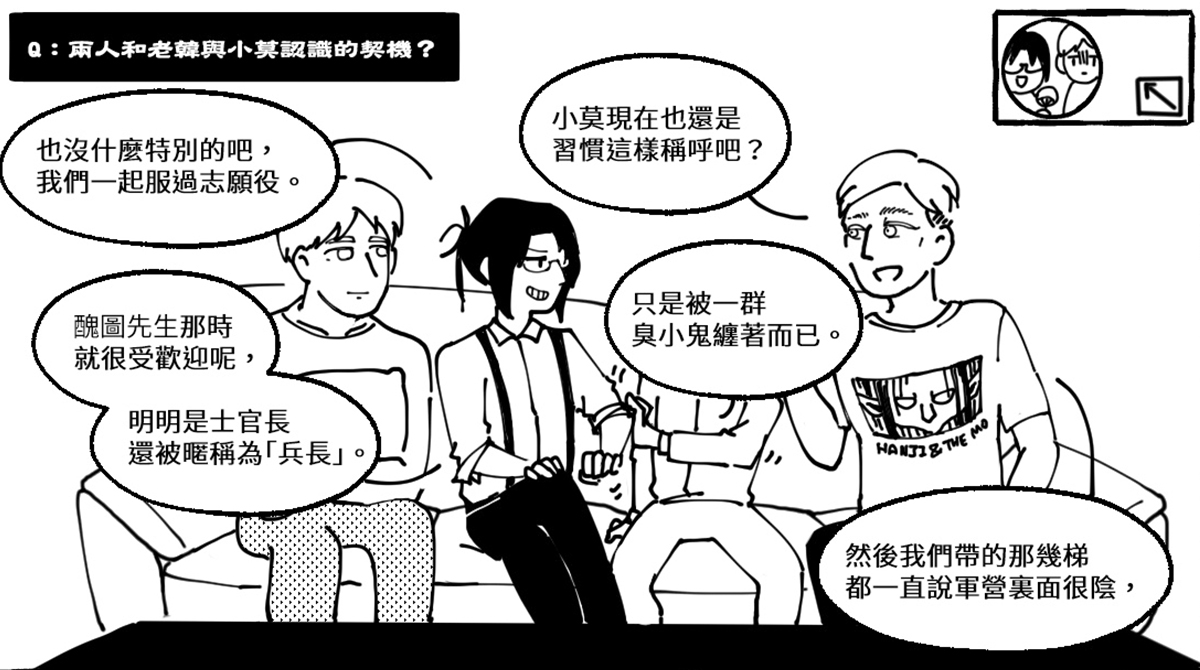 Q：兩人和老韓與小莫認識的契機？
也沒什麼特別的吧，
我們一起服過志願役。
小莫現在也還是
習慣這樣稱呼吧？
醜圖先生那時
就很受歡迎呢，
明明是士官長
還被暱稱為「兵長」。
只是被一群
臭小鬼纏著而已。
HANJI & THE MO
然後我們帶的那幾梯
都一直說軍營裏面很陰，